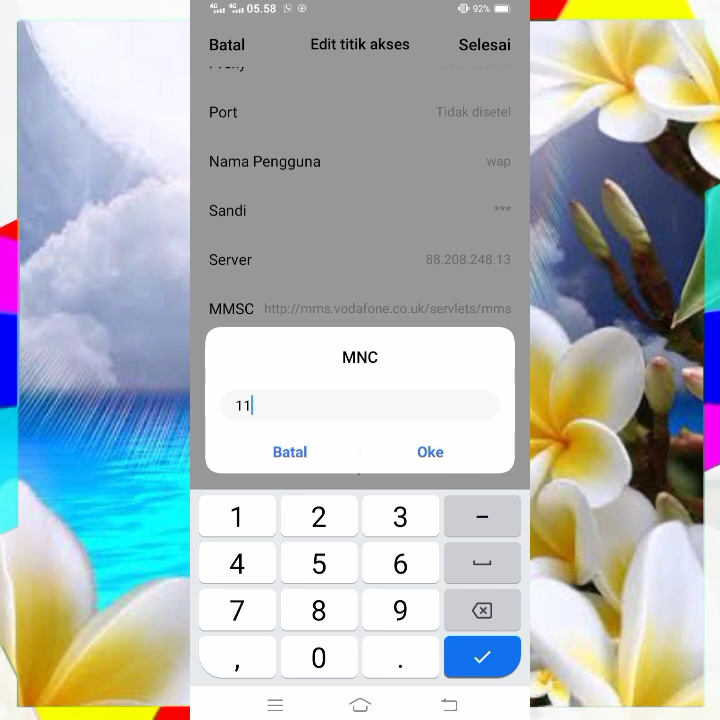 4G 4G 05.58 92%
Batal Edit titik akses Selesai
Port Tidak disetel
Nama Pengguna wap
Sandi ***
Server 88.208.248.13
MMSC http://mms.vodafone.co.uk/servlets/mms
MNC
11
Batal Oke
1 2 3 –
4 5 6
7 8 9
, 0 .